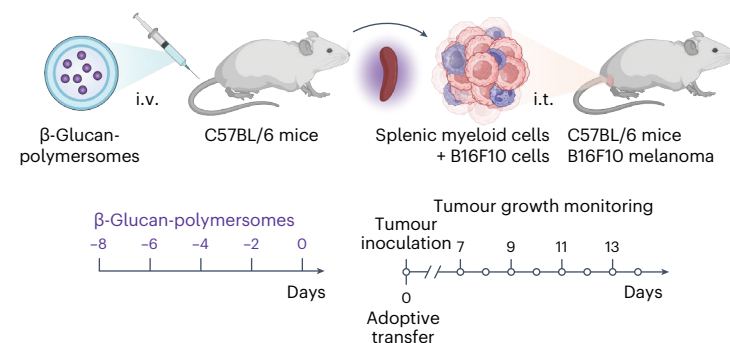 i.v.
i.t.
β-Glucan-
polymersomes
C57BL/6 mice
Splenic myeloid cells
+ B16F10 cells
C57BL/6 mice
B16F10 melanoma
β-Glucan-polymersomes
–8 –6 –4 –2 0
Days
Tumour growth monitoring
Tumour
inoculation
7 9 11 13
0
Days
Adoptive
transfer